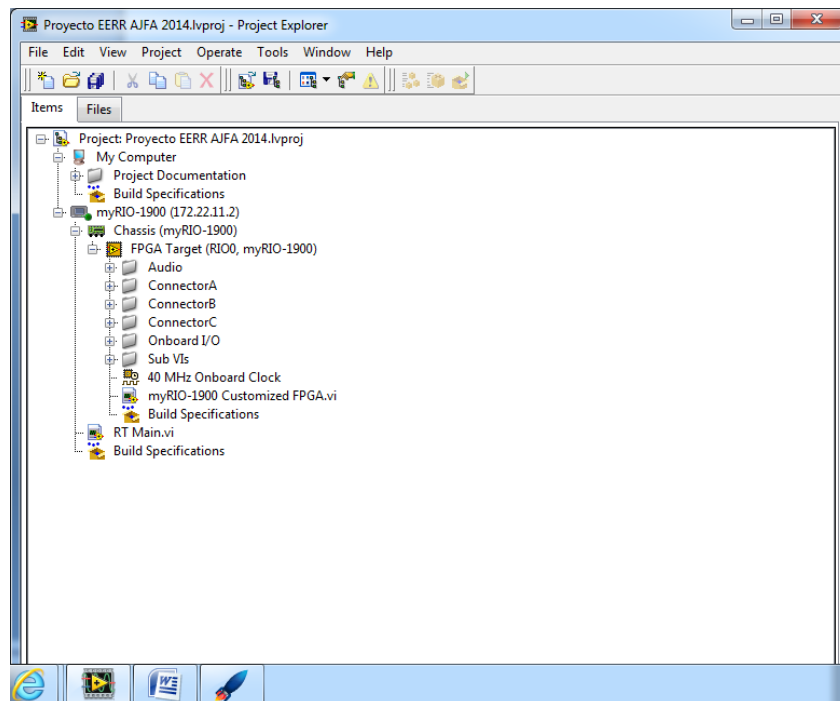 Proyecto EERR AJFA 2014.lvproj - Project Explorer
File Edit View Project Operate Tools Window Help
Items Files
Project: Proyecto EERR AJFA 2014.lvproj
My Computer
Project Documentation
Build Specifications
myRIO-1900 (172.22.11.2)
Chassis (myRIO-1900)
FPGA Target (RIO0, myRIO-1900)
Audio
ConnectorA
ConnectorB
ConnectorC
Onboard I/O
Sub VIs
40 MHz Onboard Clock
myRIO-1900 Customized FPGA.vi
Build Specifications
RT Main.vi
Build Specifications